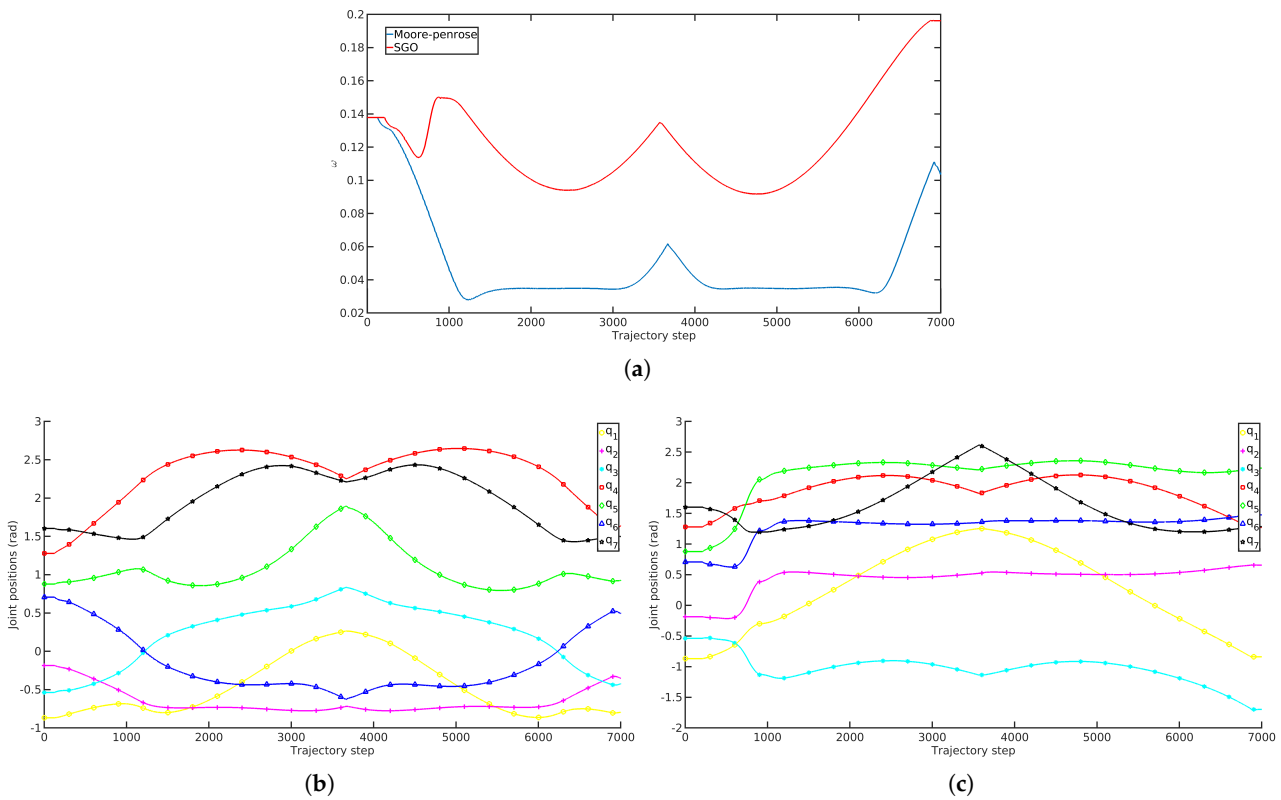 0.2
0.18
0.16
0.14
0.12
0.1
0.08
0.06
0.04
0.02
ω
Moore-penrose
SGO
0 1000 2000 3000 4000 5000 6000 7000
Trajectory step
(a)
3
2.5
2
1.5
1
0.5
0
-0.5
-1
Joint positions (rad)
q1
q2
q3
q4
q5
q6
q7
0 1000 2000 3000 4000 5000 6000 7000
Trajectory step
(b)
3
2.5
2
1.5
1
0.5
0
-0.5
-1
-1.5
-2
Joint positions (rad)
q1
q2
q3
q4
q5
q6
q7
0 1000 2000 3000 4000 5000 6000 7000
Trajectory step
(c)